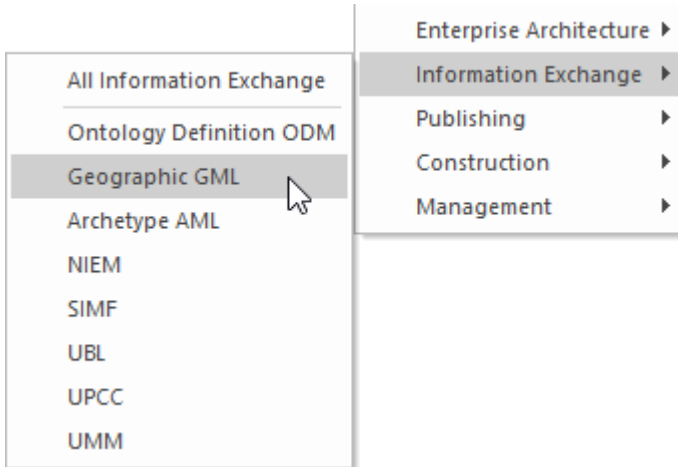 Enterprise Architecture
Information Exchange
Publishing
Construction
Management
All Information Exchange
Ontology Definition ODM
Geographic GML
Archetype AML
NIEM
SIMF
UBL
UPCC
UMM